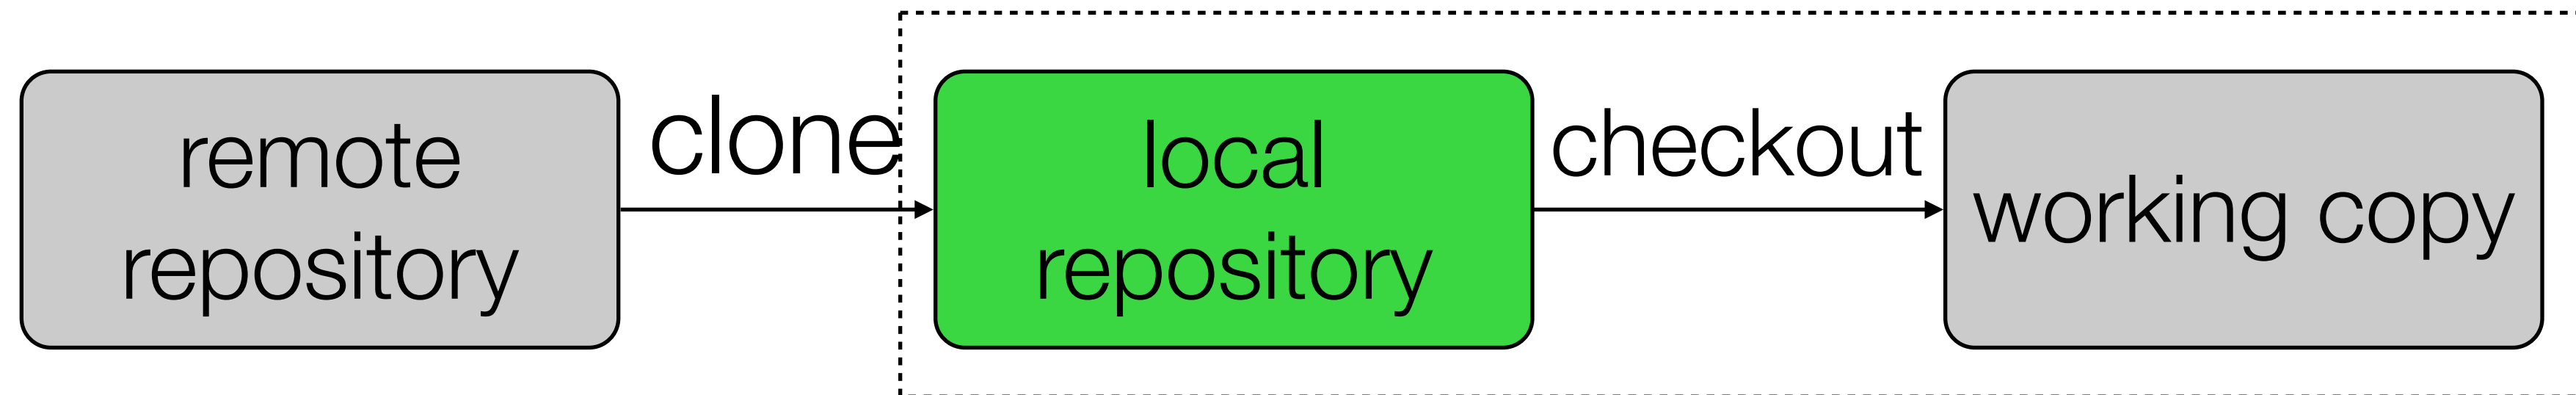 remote
repository
clone
local
repository
checkout
working copy